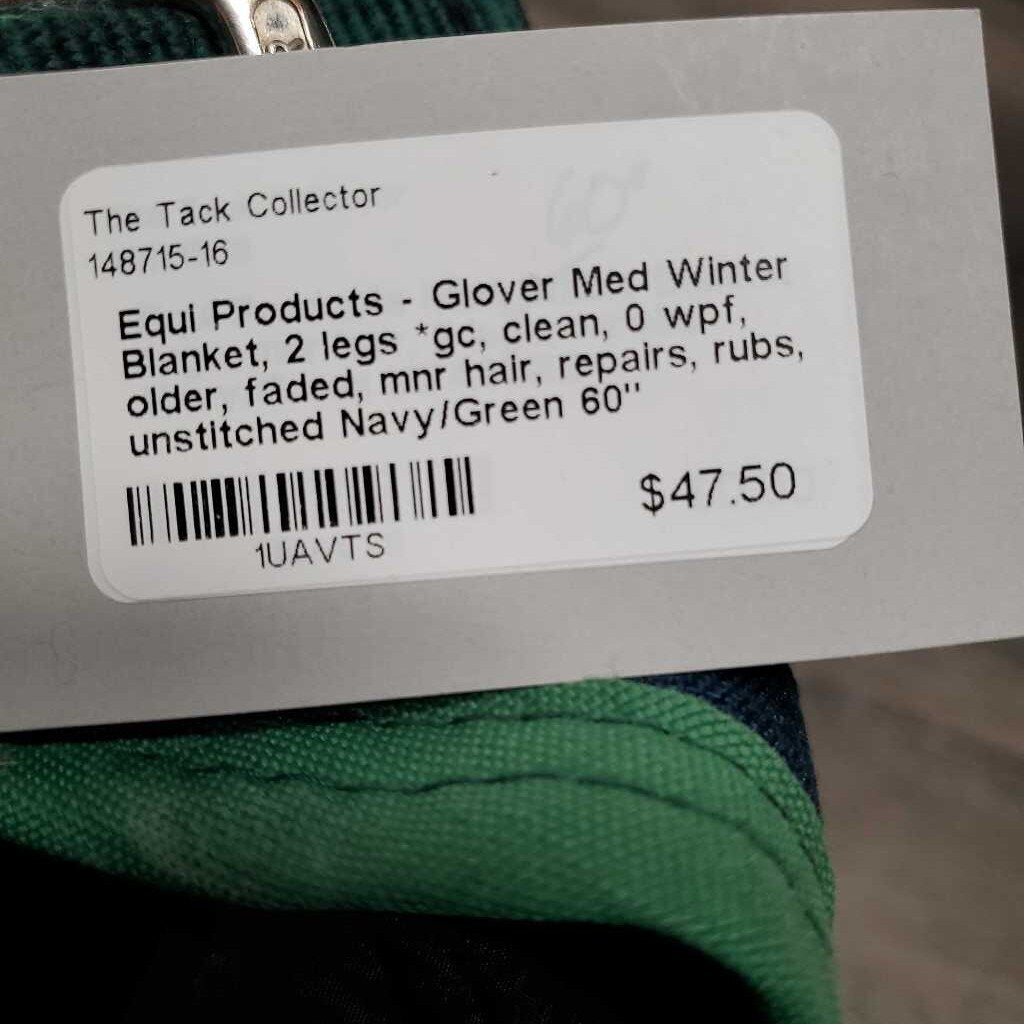 The Tack Collector
148715-16
Equi Products - Glover Med Winter
Blanket, 2 legs *gc, clean, 0 wpf,
older, faded, mnr hair, repairs, rubs,
unstitched Navy/Green 60"
$47.50
1UAVTS